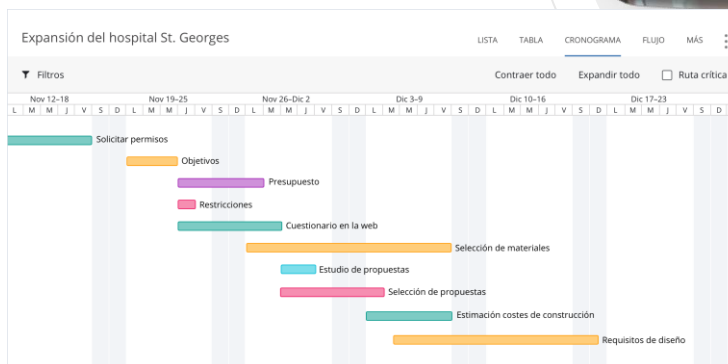 Expansión del hospital St. Georges
LISTA TABLA CRONOGRAMA FLUJO MÁS
Filtros
Contraer todo Expandir todo Ruta crítica
Nov 12–18 Nov 19–25 Nov 26–Dic 2 Dic 3–9 Dic 10–16 Dic 17–23
L M M J V S D L M M J V S D L M M J V S D L M M J V S D L M M J V S D L M M J V S D
Solicitar permisos
Objetivos
Presupuesto
Restricciones
Cuestionario en la web
Selección de materiales
Estudio de propuestas
Selección de propuestas
Estimación costes de construcción
Requisitos de diseño